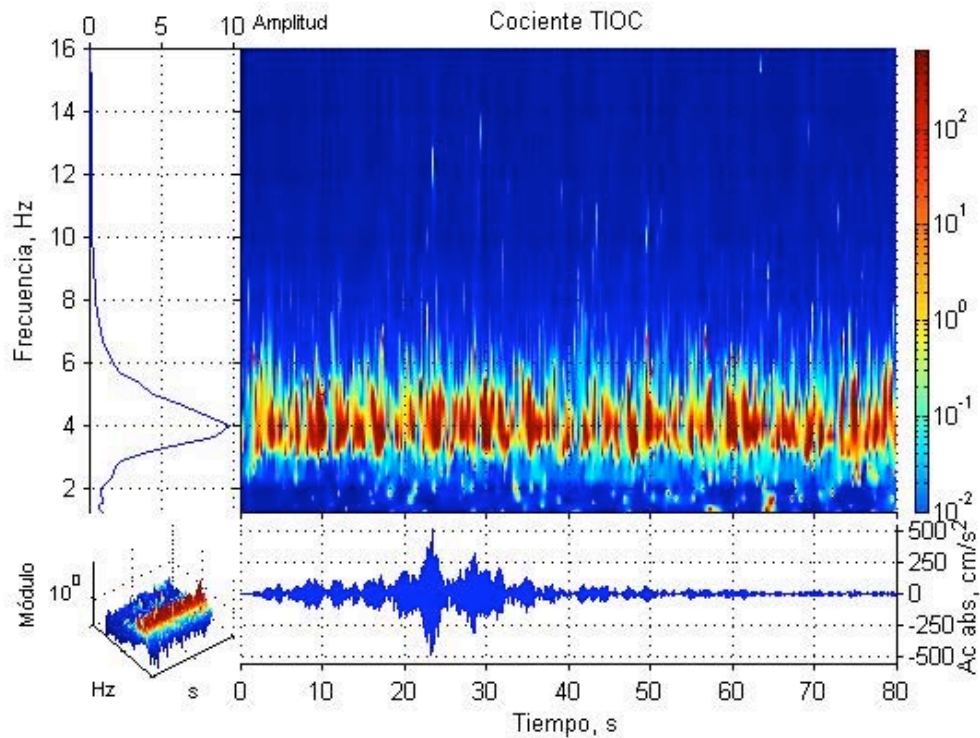 0 5 10 Amplitud Cociente TIOC
16
14
12
10
8
6
4
2
Frecuencia, Hz
10²
10¹
10⁰
10⁻¹
10⁻²
Módulo
10⁰
Hz
s
500
250
0
-250
-500
Ac abs., cm/s²
0 10 20 30 40 50 60 70 80
Tiempo, s